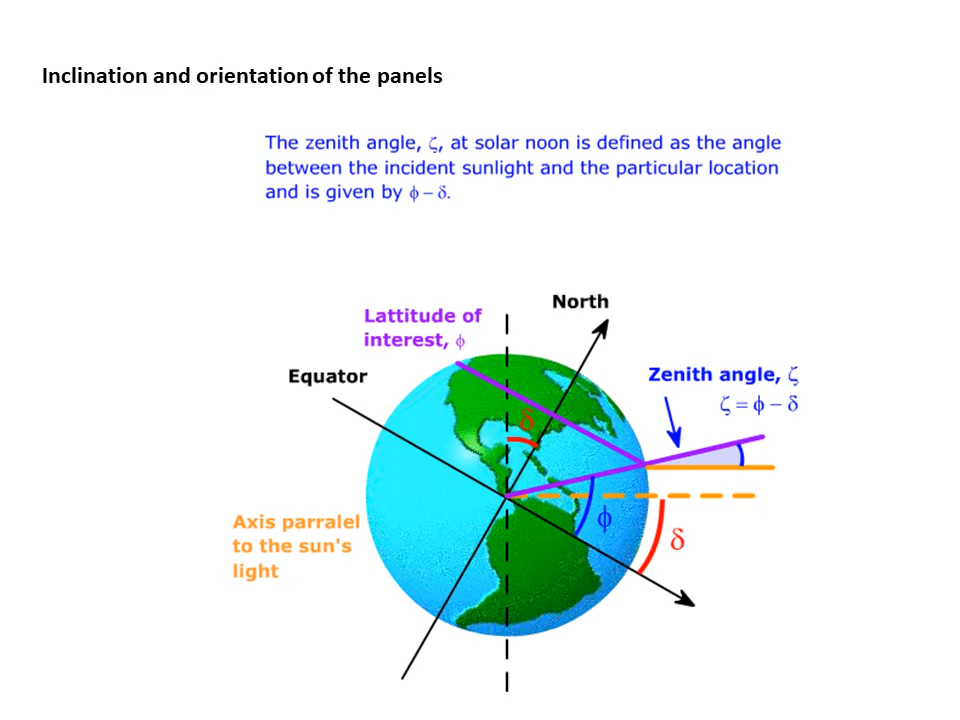 Inclination and orientation of the panels
The zenith angle, ζ, at solar noon is defined as the angle
between the incident sunlight and the particular location
and is given by ϕ – δ.
North
Lattitude of
interest, ϕ
Equator
Zenith angle, ζ
ζ = ϕ – δ
δ
Axis parralel
to the sun's
light
ϕ
δ